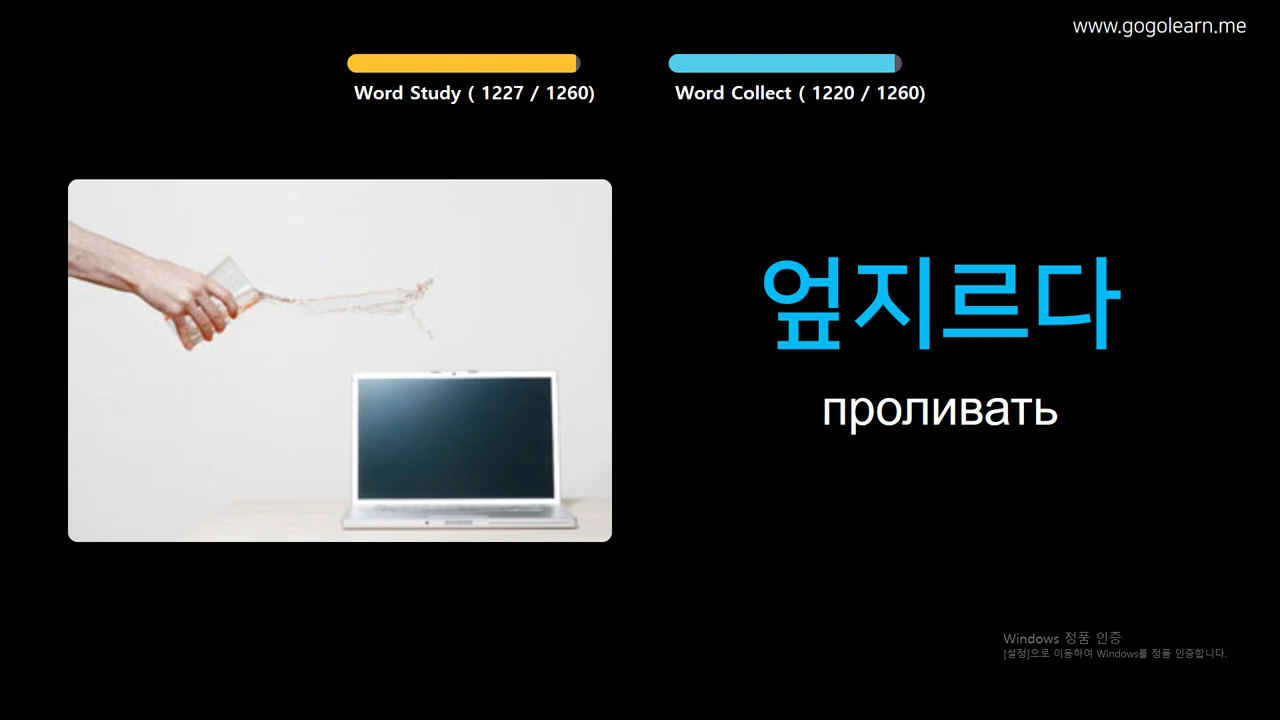 www.gogolearn.me
Word Study ( 1227 / 1260)
Word Collect ( 1220 / 1260)
엎지르다
проливать
Windows 정품 인증
[설정]으로 이동하여 Windows를 정품 인증합니다.